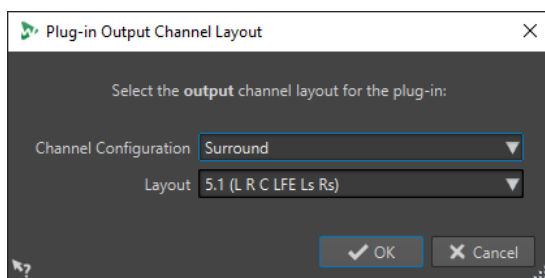 Plug-in Output Channel Layout
Select the output channel layout for the plug-in:
Channel Configuration Surround
Layout 5.1 (L R C LFE Ls Rs)
OK Cancel
?